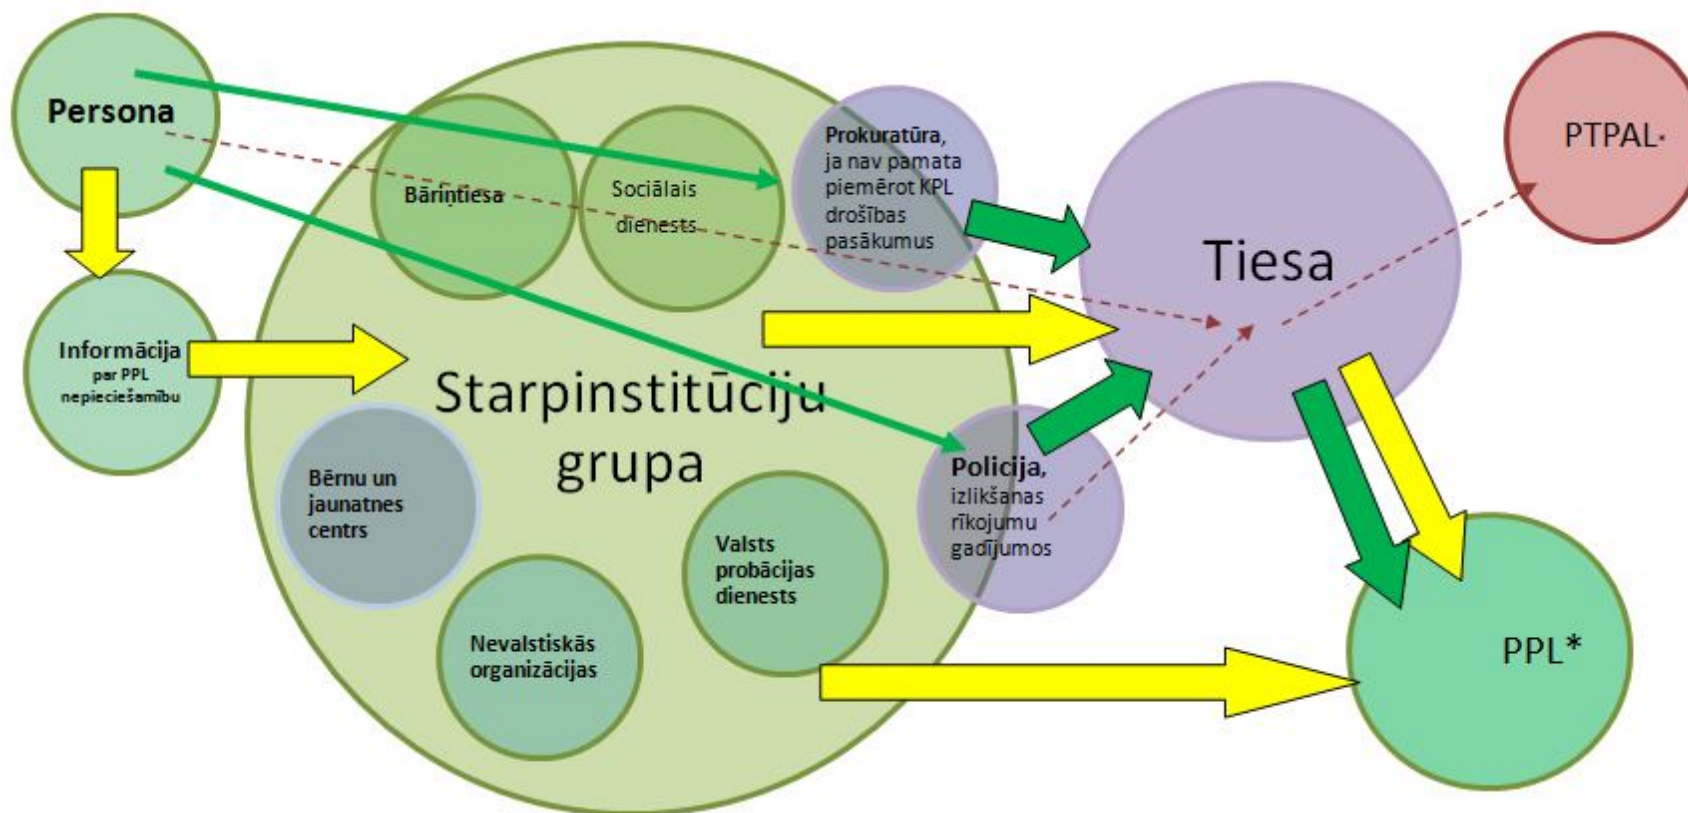 Persona
Informācija
par PPL
nepieciešamību
Bāriņtiesa
Sociālais
dienests
Prokuratūra,
ja nav pamata
piemērot KPL
drošības
pasākumus
Starpinstitūciju
grupa
Bērnu un
jaunatnes
centrs
Nevalstiskās
organizācijas
Valsts
probācijas
dienests
Policija,
izlikšanas
rīkojumu
gadījumos
Tiesa
PTPAL*
PPL*